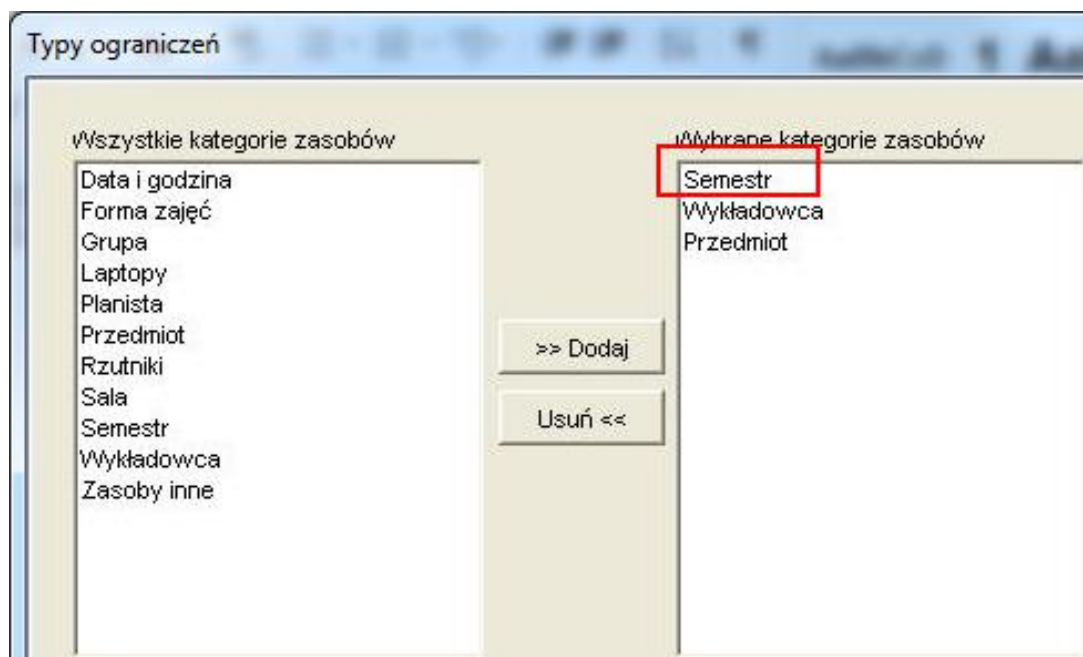 Typy ograniczeń
Wszystkie kategorie zasobów
Data i godzina
Forma zajęć
Grupa
Laptopy
Planista
Przedmiot
Rzutniki
Sala
Semestr
Wykładowca
Zasoby inne
>> Dodaj
Usuń <<
Wybrane kategorie zasobów
Semestr
Wykładowca
Przedmiot